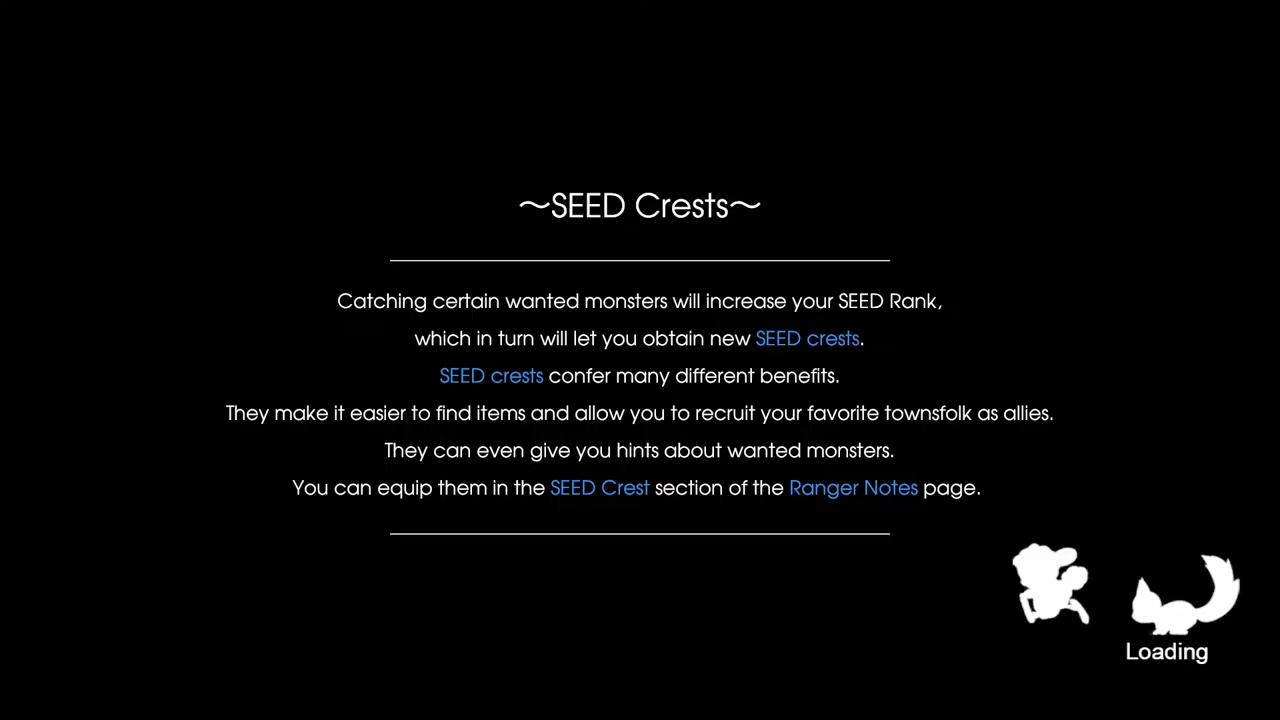 ～SEED Crests～
Catching certain wanted monsters will increase your SEED Rank,
which in turn will let you obtain new SEED crests.
SEED crests confer many different benefits.
They make it easier to find items and allow you to recruit your favorite townsfolk as allies.
They can even give you hints about wanted monsters.
You can equip them in the SEED Crest section of the Ranger Notes page.
Loading